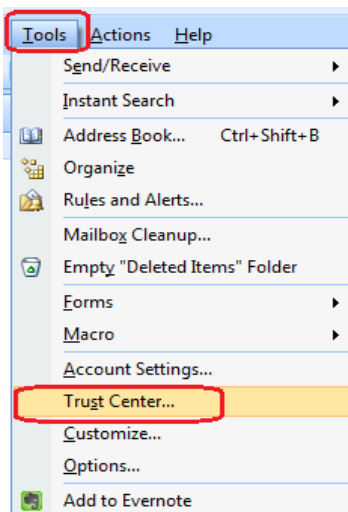 Tools Actions Help
Send/Receive
Instant Search
Address Book... Ctrl+Shift+B
Organize
Rules and Alerts...
Mailbox Cleanup...
Empty "Deleted Items" Folder
Forms
Macro
Account Settings...
Trust Center...
Customize...
Options...
Add to Evernote